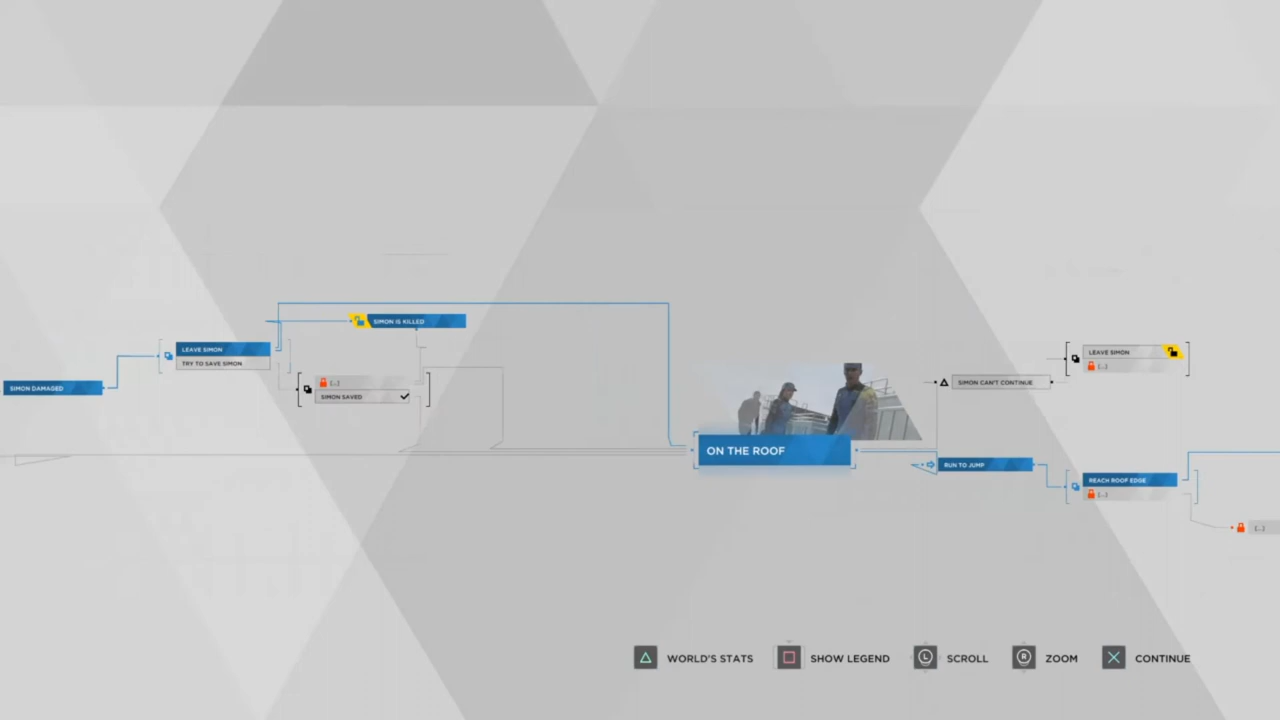 SIMON DAMAGED
LEAVE SIMON
TRY TO SAVE SIMON
SIMON IS KILLED
[...]
SIMON SAVED
ON THE ROOF
SIMON CAN'T CONTINUE
LEAVE SIMON
[...]
RUN TO JUMP
REACH ROOF EDGE
[...]
[...]
WORLD'S STATS
SHOW LEGEND
L SCROLL
R ZOOM
CONTINUE